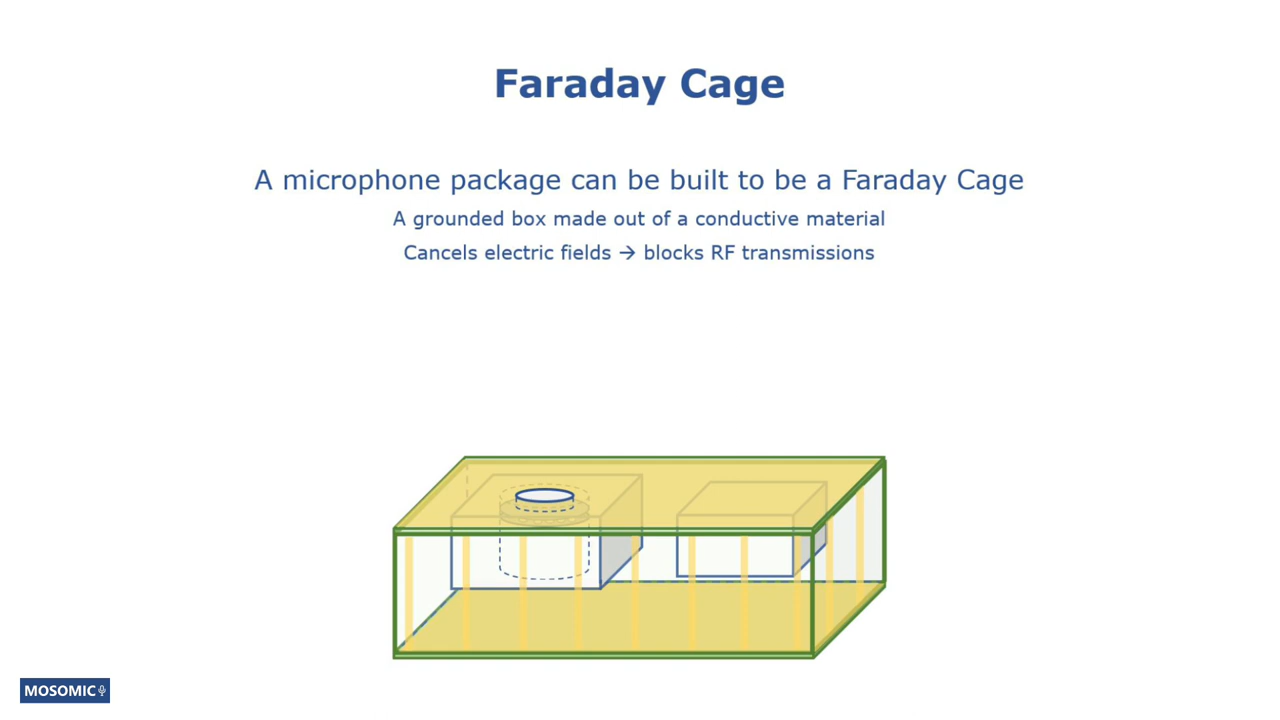 Faraday Cage
A microphone package can be built to be a Faraday Cage
A grounded box made out of a conductive material
Cancels electric fields → blocks RF transmissions
MOSOMIC